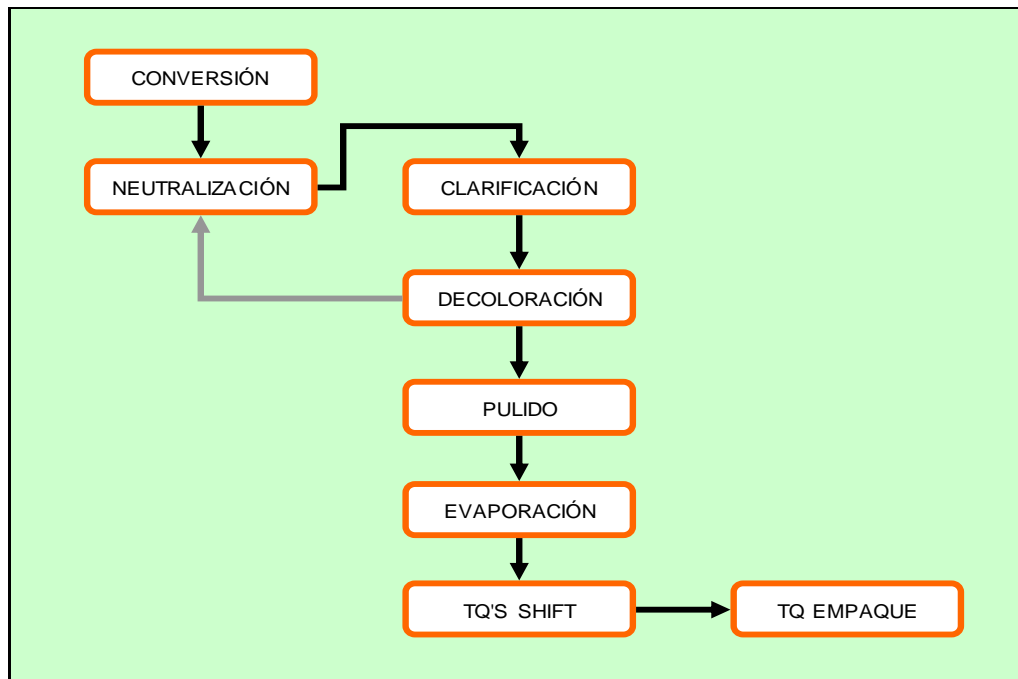 CONVERSIÓN
NEUTRALIZACIÓN
CLARIFICACIÓN
DECOLORACIÓN
PULIDO
EVAPORACIÓN
TQ'S SHIFT
TQ EMPAQUE